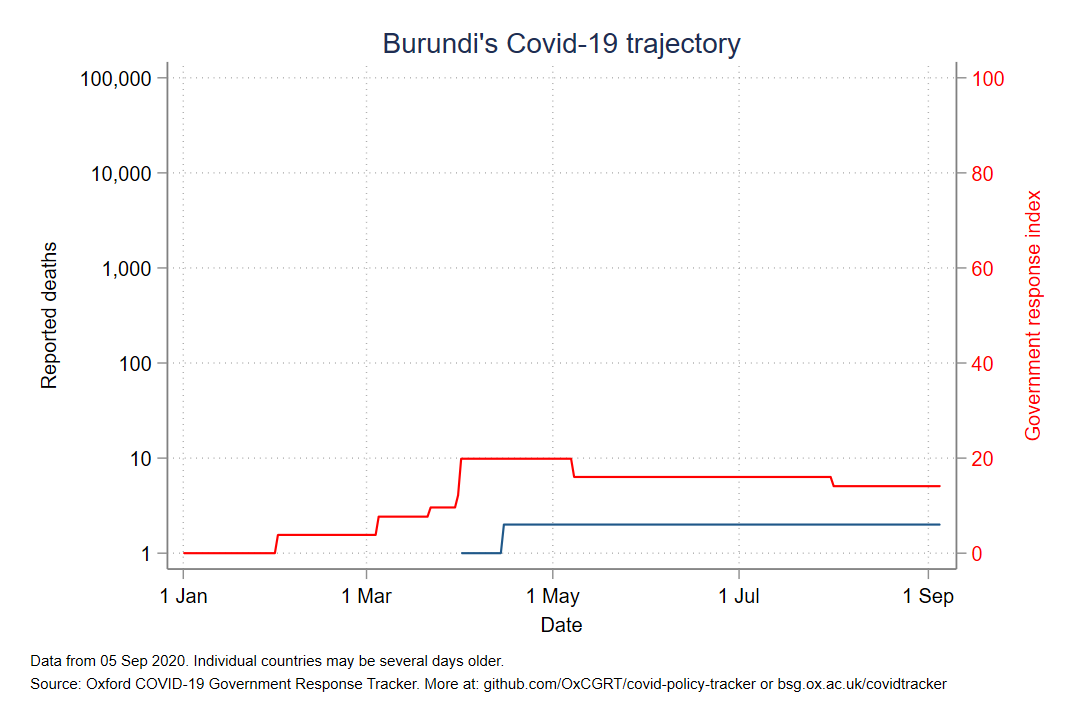 Burundi's Covid-19 trajectory
100,000
10,000
1,000
100
10
1
Reported deaths
100
80
60
40
20
0
Government response index
1 Jan
1 Mar
1 May
1 Jul
1 Sep
Date
Data from 05 Sep 2020. Individual countries may be several days older.
Source: Oxford COVID-19 Government Response Tracker. More at: github.com/OxCGRT/covid-policy-tracker or bsg.ox.ac.uk/covidtracker